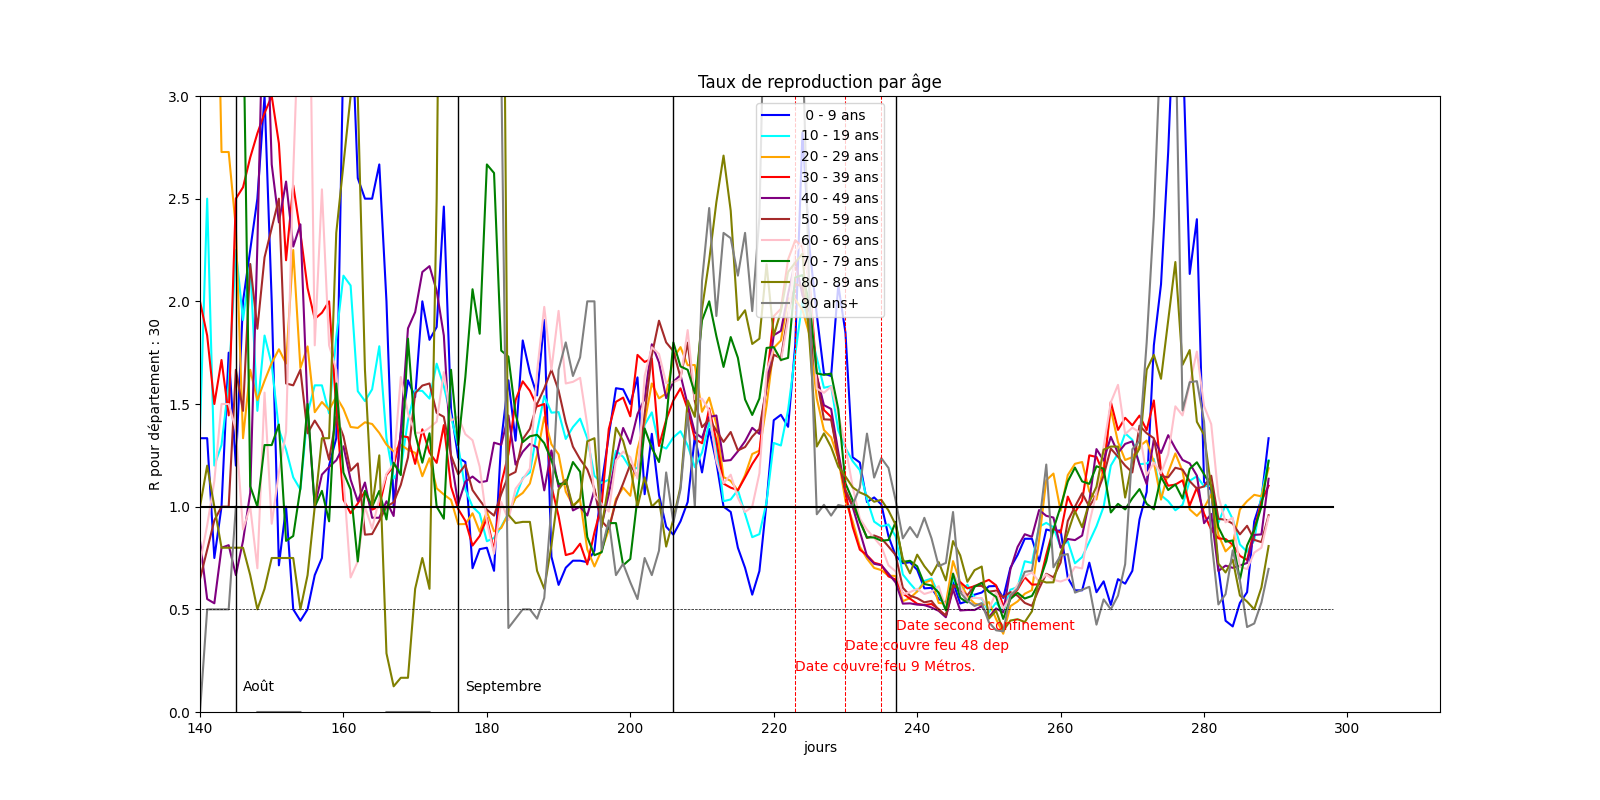 Taux de reproduction par âge
3.0
2.5
2.0
1.5
1.0
0.5
0.0
R pour département : 30
0 - 9 ans
10 - 19 ans
20 - 29 ans
30 - 39 ans
40 - 49 ans
50 - 59 ans
60 - 69 ans
70 - 79 ans
80 - 89 ans
90 ans+
Date second confinement
Date couvre feu 48 dep
Date couvre feu 9 Métros.
Août
Septembre
140
160
180
200
220
240
260
280
300
jours